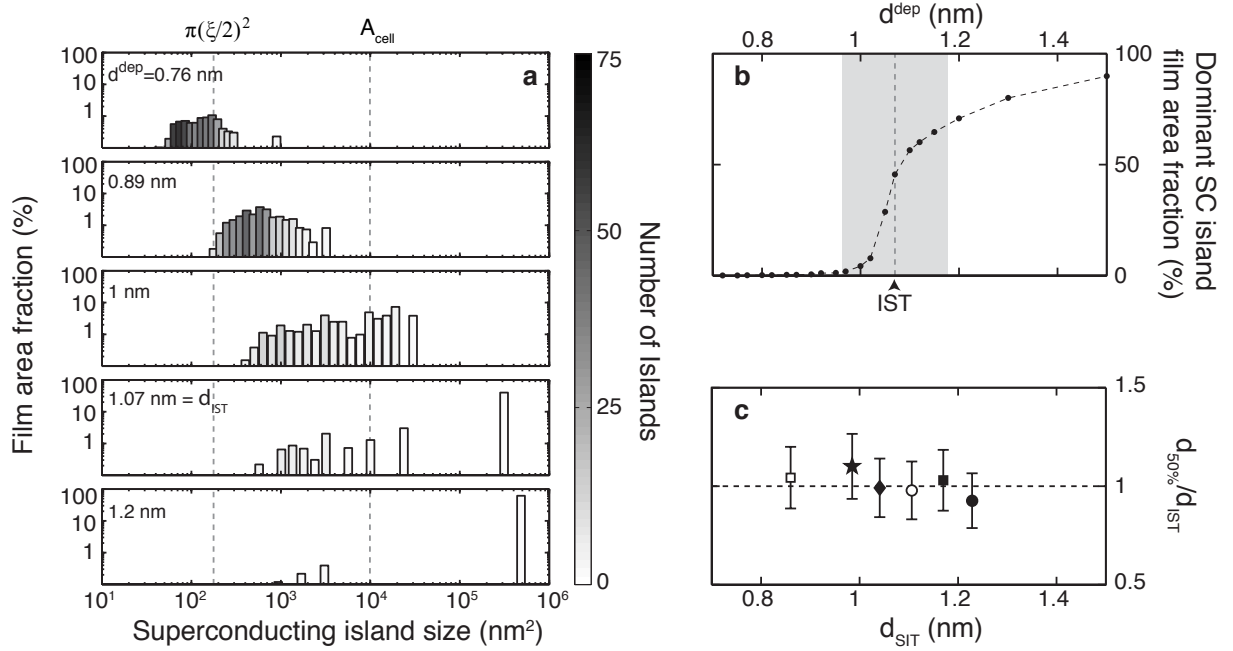 π(ξ/2)²
A_cell
a
d^dep=0.76 nm
100
10
1
0.89 nm
100
10
1
1 nm
100
10
1
1.07 nm = d_IST
100
10
1
1.2 nm
100
10
1
10¹ 10² 10³ 10⁴ 10⁵ 10⁶
Superconducting island size (nm²)
Film area fraction (%)
75
50
25
0
Number of Islands
d^dep (nm)
0.8 1 1.2 1.4
b
100
50
0
Dominant SC island
film area fraction (%)
IST
c
1.5
1
0.5
d_50%/d_IST
0.8 1 1.2 1.4
d_SIT (nm)